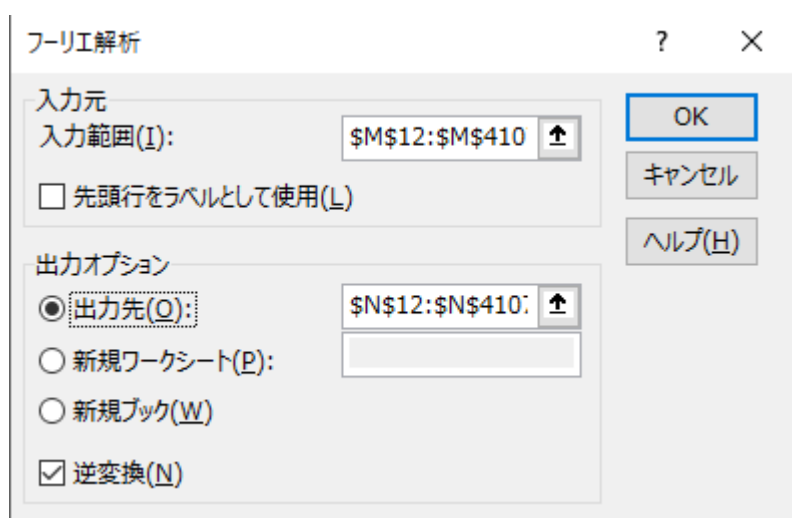 フーリエ解析
? ×
入力元
入力範囲(I): $M$12:$M$410
先頭行をラベルとして使用(L)
出力オプション
出力先(O): $N$12:$N$4107
新規ワークシート(P):
新規ブック(W)
逆変換(N)
OK
キャンセル
ヘルプ(H)